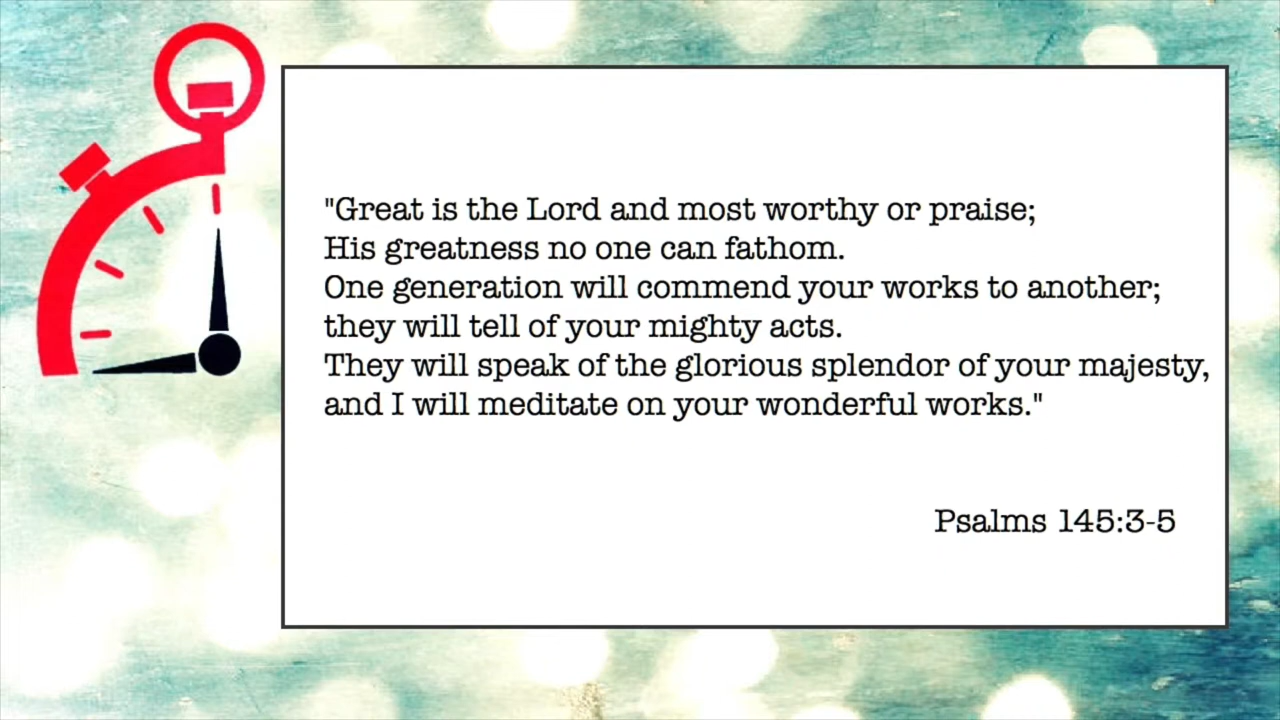 "Great is the Lord and most worthy or praise;
His greatness no one can fathom.
One generation will commend your works to another;
they will tell of your mighty acts.
They will speak of the glorious splendor of your majesty,
and I will meditate on your wonderful works."
Psalms 145:3-5